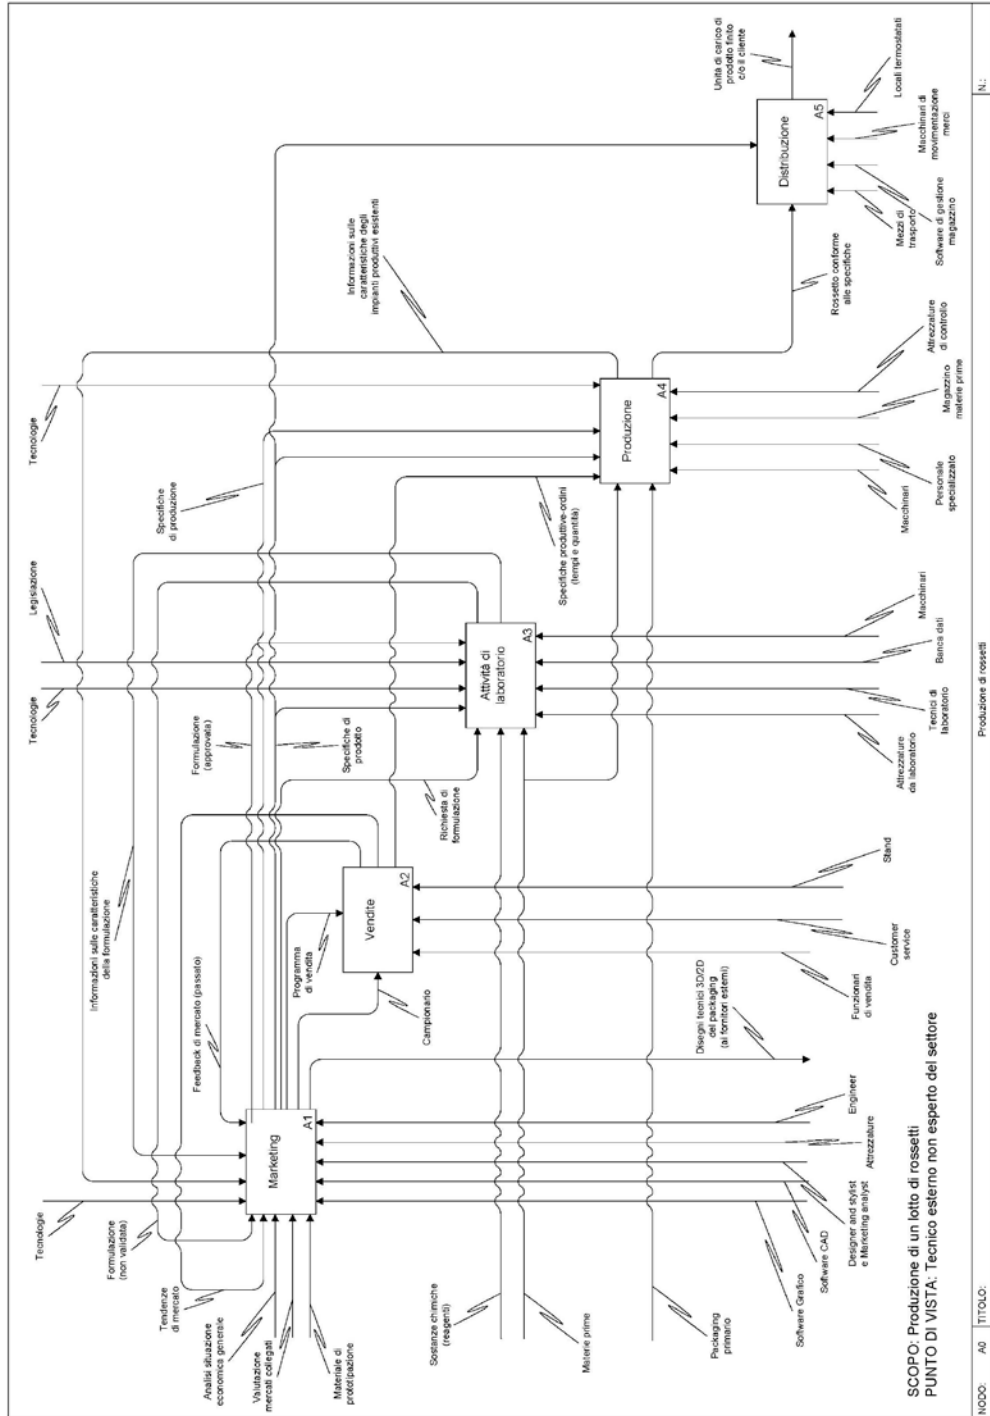 Tecnologie
Formulazione
(non validata)
Tendenze
di mercato
Analisi situazione
economica generale
Valutazione
mercati collegati
Materiale di
prototipazione
Sostanze chimiche
(reagenti)
Materie prime
Packaging
primario
Informazioni sulle caratteristiche
della formulazione
Feedback di mercato (passato)
Marketing
A1
Programma
di vendita
Campionario
Disegni tecnici 3D/2D
del packaging
(ai fornitori esterni)
Software Grafico
Software CAD
Designer and stylist
e Marketing analyst
Attrezzature
Engineer
Vendite
A2
Funzionari
di vendita
Customer
service
Stand
Tecnologie
Legislazione
Formulazione
(approvata)
Specifiche di
prodotto
Richiesta di
formulazione
Attività di
laboratorio
A3
Attrezzature
da laboratorio
Tecnici di
laboratorio
Banca dati
Macchinari
Tecnologie
Specifiche
di produzione
Specifiche produttive-ordini
(tempi e quantità)
Informazioni sulle
caratteristiche degli
impianti produttivi esistenti
Produzione
A4
Macchinari
Personale
specializzato
Magazzino
materie prime
Attrezzature
di controllo
Rossetto conforme
alle specifiche
Distribuzione
A5
Mezzi di
trasporto
Software di gestione
magazzino
Macchinari di
movimentazione
merci
Locali termostatati
Unità di carico di
prodotto finito
c/o il cliente
SCOPO: Produzione di un lotto di rossetti
PUNTO DI VISTA: Tecnico esterno non esperto del settore
NODO: A0
TITOLO:
Produzione di rossetti
N.: